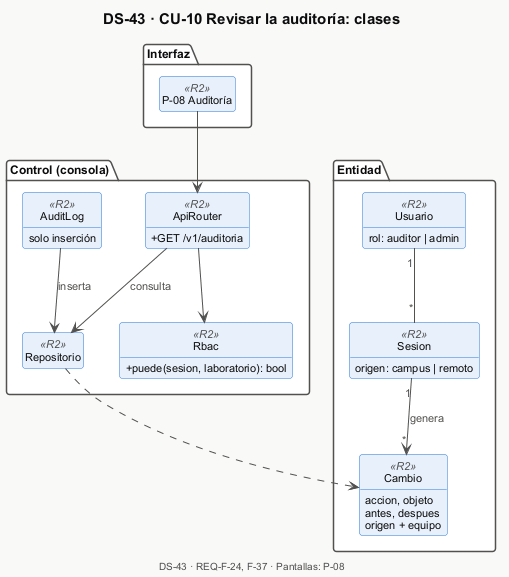 DS-43 · CU-10 Revisar la auditoría: clases
Interfaz
«R2»
P-08 Auditoría
Control (consola)
«R2»
AuditLog
solo inserción
«R2»
ApiRouter
+GET /v1/auditoria
inserta
consulta
«R2»
Repositorio
«R2»
Rbac
+puede(sesion, laboratorio): bool
Entidad
«R2»
Usuario
rol: auditor | admin
1
*
«R2»
Sesion
origen: campus | remoto
1
genera
*
«R2»
Cambio
accion, objeto
antes, despues
origen + equipo
DS-43 · REQ-F-24, F-37 · Pantallas: P-08